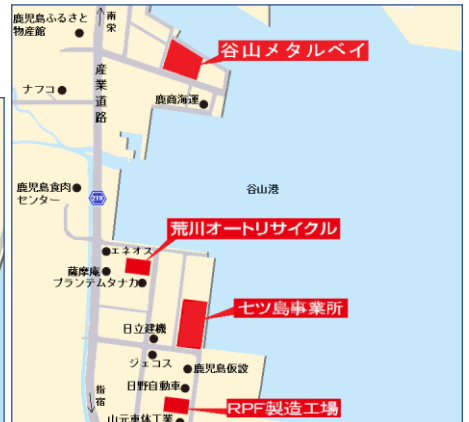 鹿児島ふるさと
物産館
南栄
谷山メタルベイ
ナフコ
産業道路
鹿商海運
鹿児島食肉
センター
219
谷山港
荒川オートリサイクル
エネオス
薩摩庵
プランテムタナカ
七ツ島事業所
日立建機
ジェコス
鹿児島仮設
日野自動車
指宿
RPF製造工場
山元車体工業